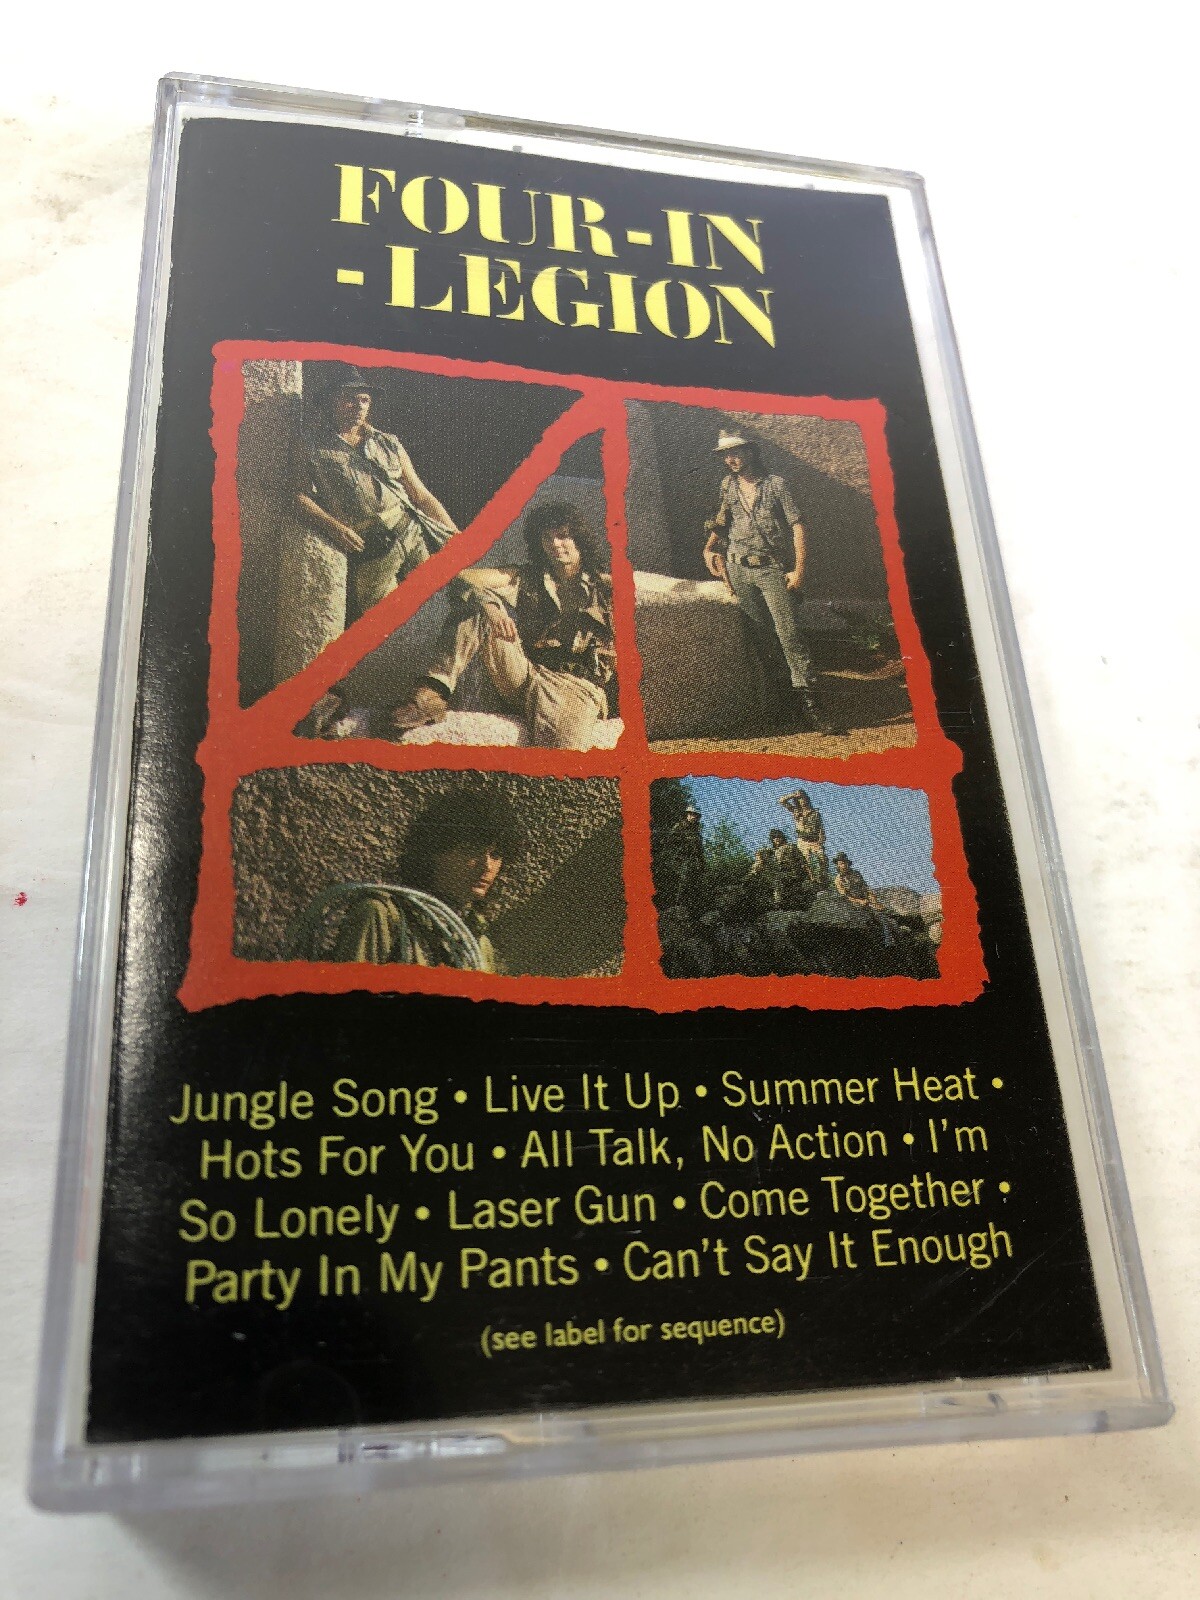 FOUR-IN
-LEGION
Jungle Song • Live It Up • Summer Heat •
Hots For You • All Talk, No Action • I'm
So Lonely • Laser Gun • Come Together •
Party In My Pants • Can't Say It Enough
(see label for sequence)